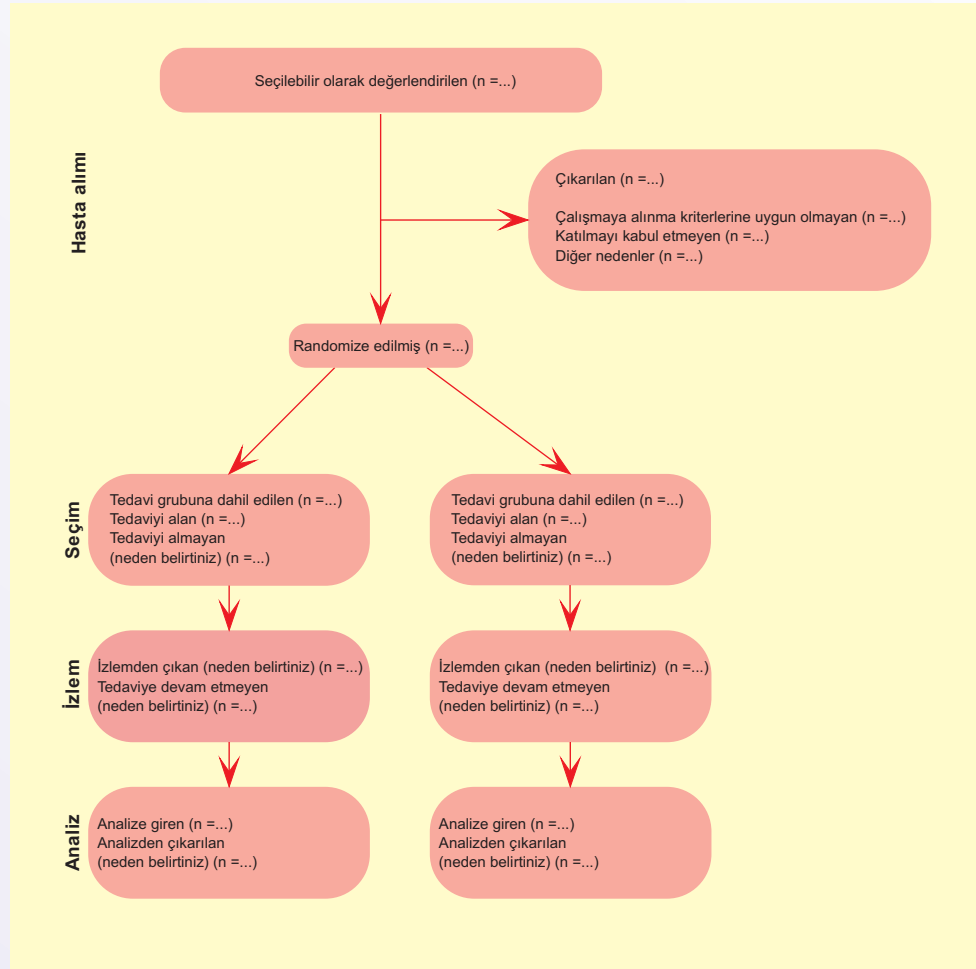 Seçilebilir olarak değerlendirilen (n =...)
Hasta alımı
Çıkarılan (n =...)
Çalışmaya alınma kriterlerine uygun olmayan (n =...)
Katılmayı kabul etmeyen (n =...)
Diğer nedenler (n =...)
Randomize edilmiş (n =...)
Seçim
Tedavi grubuna dahil edilen (n =...)
Tedaviyi alan (n =...)
Tedaviyi almayan
(neden belirtiniz) (n =...)
Tedavi grubuna dahil edilen (n =...)
Tedaviyi alan (n =...)
Tedaviyi almayan
(neden belirtiniz) (n =...)
İzlem
İzlemden çıkan (neden belirtiniz) (n =...)
Tedaviye devam etmeyen
(neden belirtiniz) (n =...)
İzlemden çıkan (neden belirtiniz) (n =...)
Tedaviye devam etmeyen
(neden belirtiniz) (n =...)
Analiz
Analize giren (n =...)
Analizden çıkarılan
(neden belirtiniz) (n =...)
Analize giren (n =...)
Analizden çıkarılan
(neden belirtiniz) (n =...)